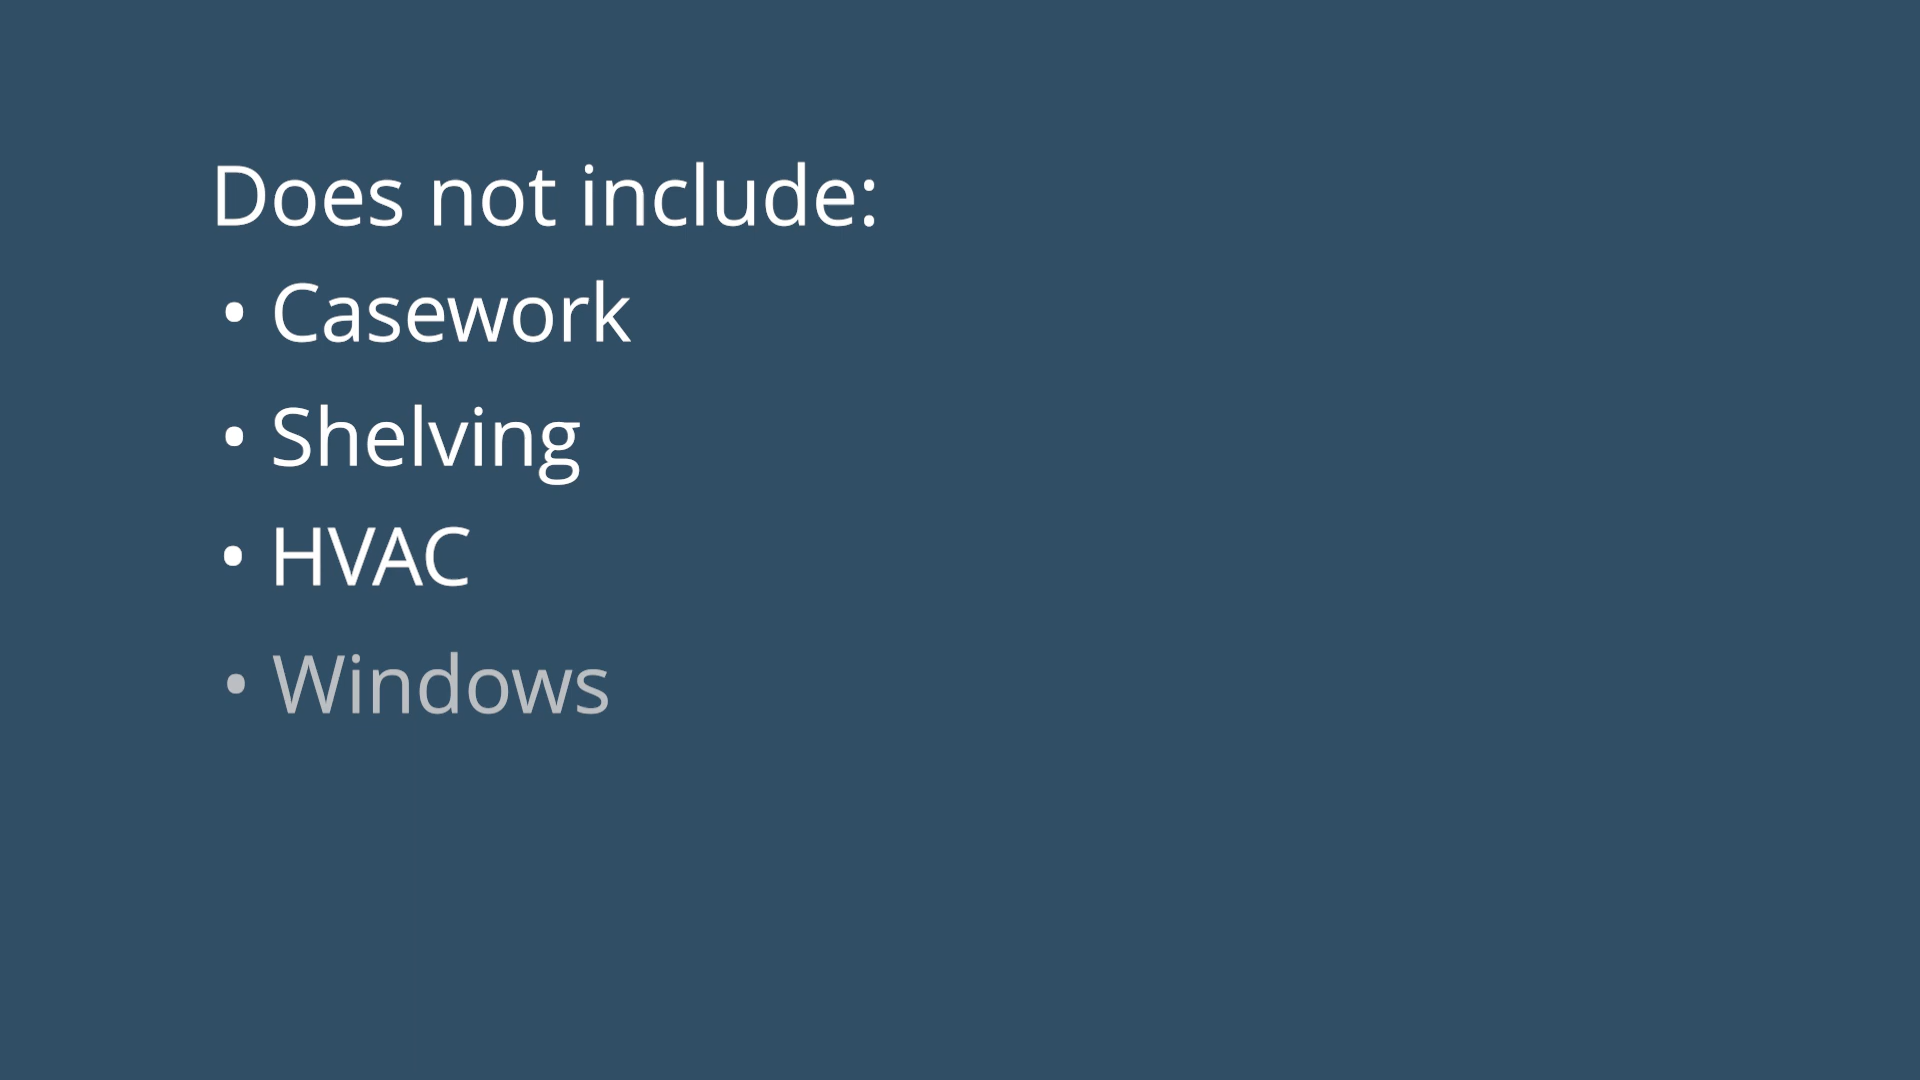 Does not include:
• Casework
• Shelving
• HVAC
• Windows